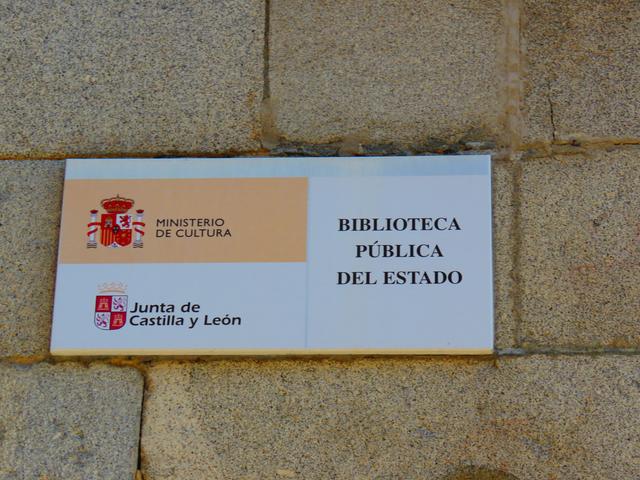 MINISTERIO
DE CULTURA
Junta de
Castilla y León
BIBLIOTECA
PÚBLICA
DEL ESTADO